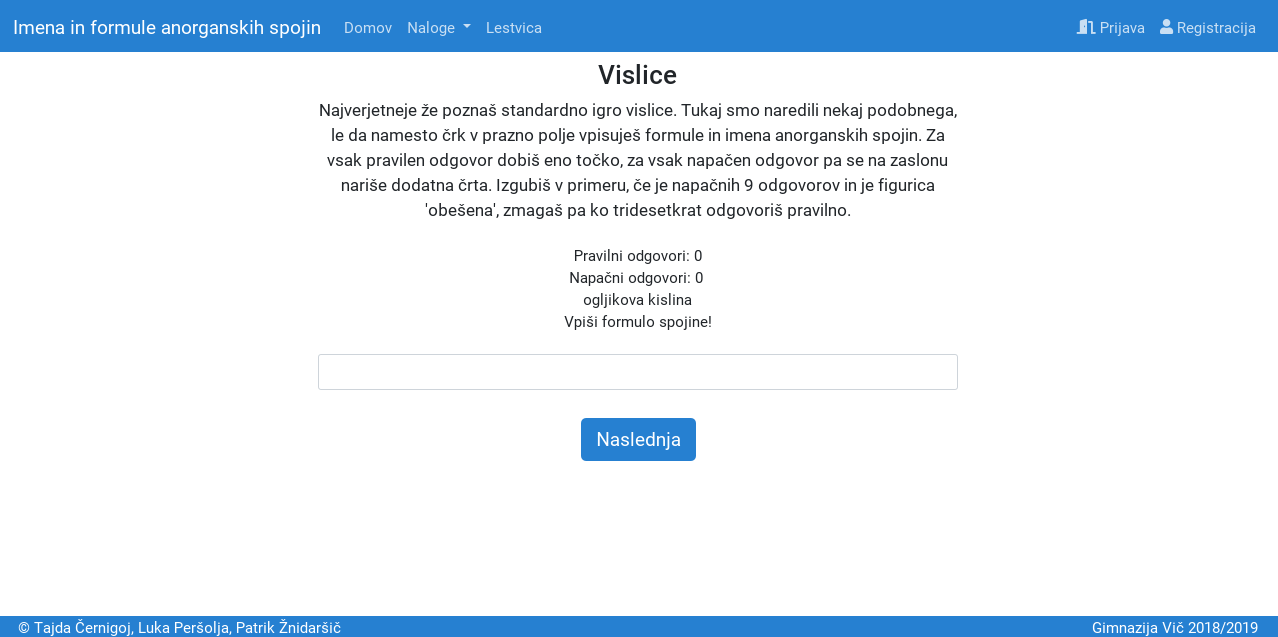 Imena in formule anorganskih spojin Domov Naloge Lestvica Prijava Registracija
Vislice
Najverjetneje že poznaš standardno igro vislice. Tukaj smo naredili nekaj podobnega,
le da namesto črk v prazno polje vpisuješ formule in imena anorganskih spojin. Za
vsak pravilen odgovor dobiš eno točko, za vsak napačen odgovor pa se na zaslonu
nariše dodatna črta. Izgubiš v primeru, če je napačnih 9 odgovorov in je figurica
'obešena', zmagaš pa ko tridesetkrat odgovoriš pravilno.
Pravilni odgovori: 0
Napačni odgovori: 0
ogljikova kislina
Vpiši formulo spojine!
Naslednja
© Tajda Černigoj, Luka Peršolja, Patrik Žnidaršič Gimnazija Vič 2018/2019